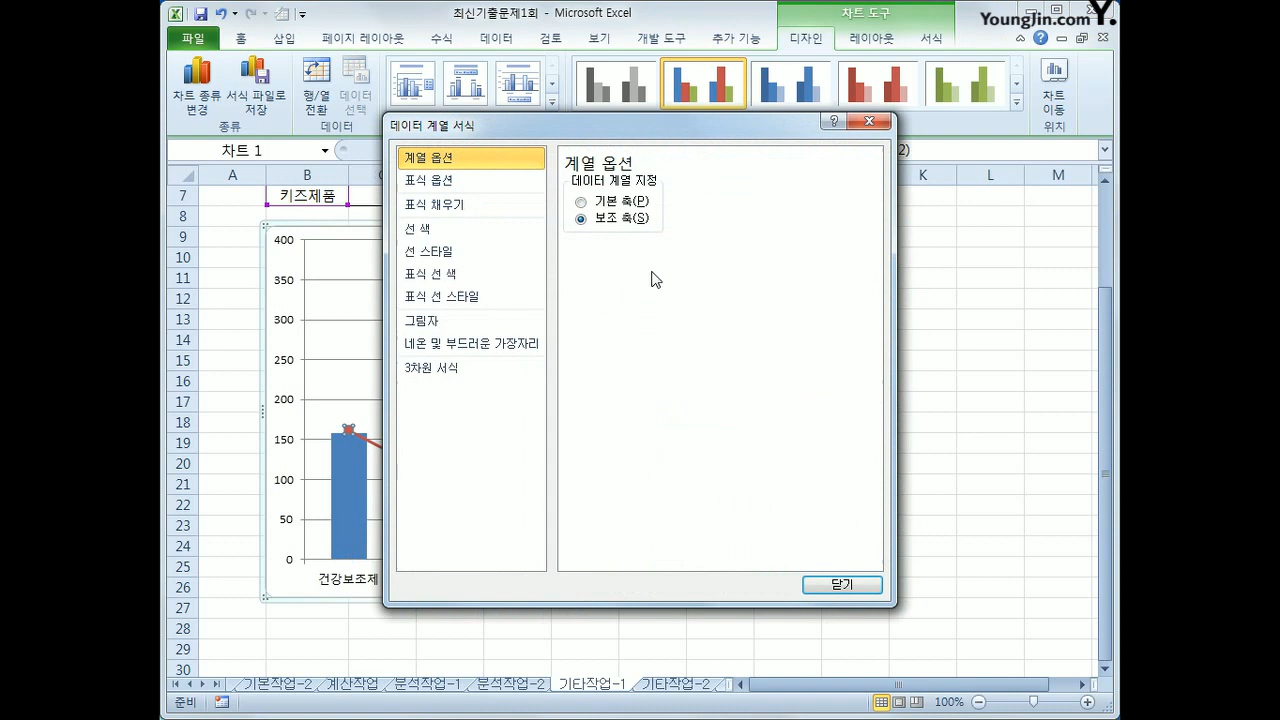 최신기출문제1회 - Microsoft Excel
차트 도구
YoungJin.com Y.
파일 홈 삽입 페이지 레이아웃 수식 데이터 검토 보기 개발 도구 추가 기능 디자인 레이아웃 서식
차트 종류 변경
서식 파일로 저장
행/열 전환
데이터 선택
차트 이동
종류
데이터
위치
차트 1
2)
A B C K L M
데이터 계열 서식
계열 옵션
표식 옵션
표식 채우기
선 색
선 스타일
표식 선 색
표식 선 스타일
그림자
네온 및 부드러운 가장자리
3차원 서식
계열 옵션
데이터 계열 지정
기본 축(P)
보조 축(S)
닫기
7 키즈제품
8
9
10
11
12
13
14
15
16
17
18
19
20
21
22
23
24
25
26
27
28
29
30
400
350
300
250
200
150
100
50
0
건강보조제
기본작업-2 계산작업 분석작업-1 분석작업-2 기타작업-1 기타작업-2
준비
100%